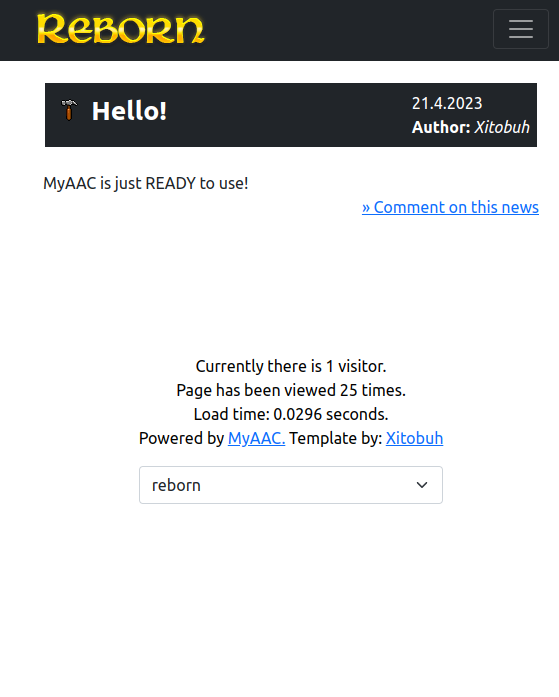 Reborn
Hello!
21.4.2023
Author: Xitobuh
MyAAC is just READY to use!
» Comment on this news
Currently there is 1 visitor.
Page has been viewed 25 times.
Load time: 0.0296 seconds.
Powered by MyAAC. Template by: Xitobuh
reborn